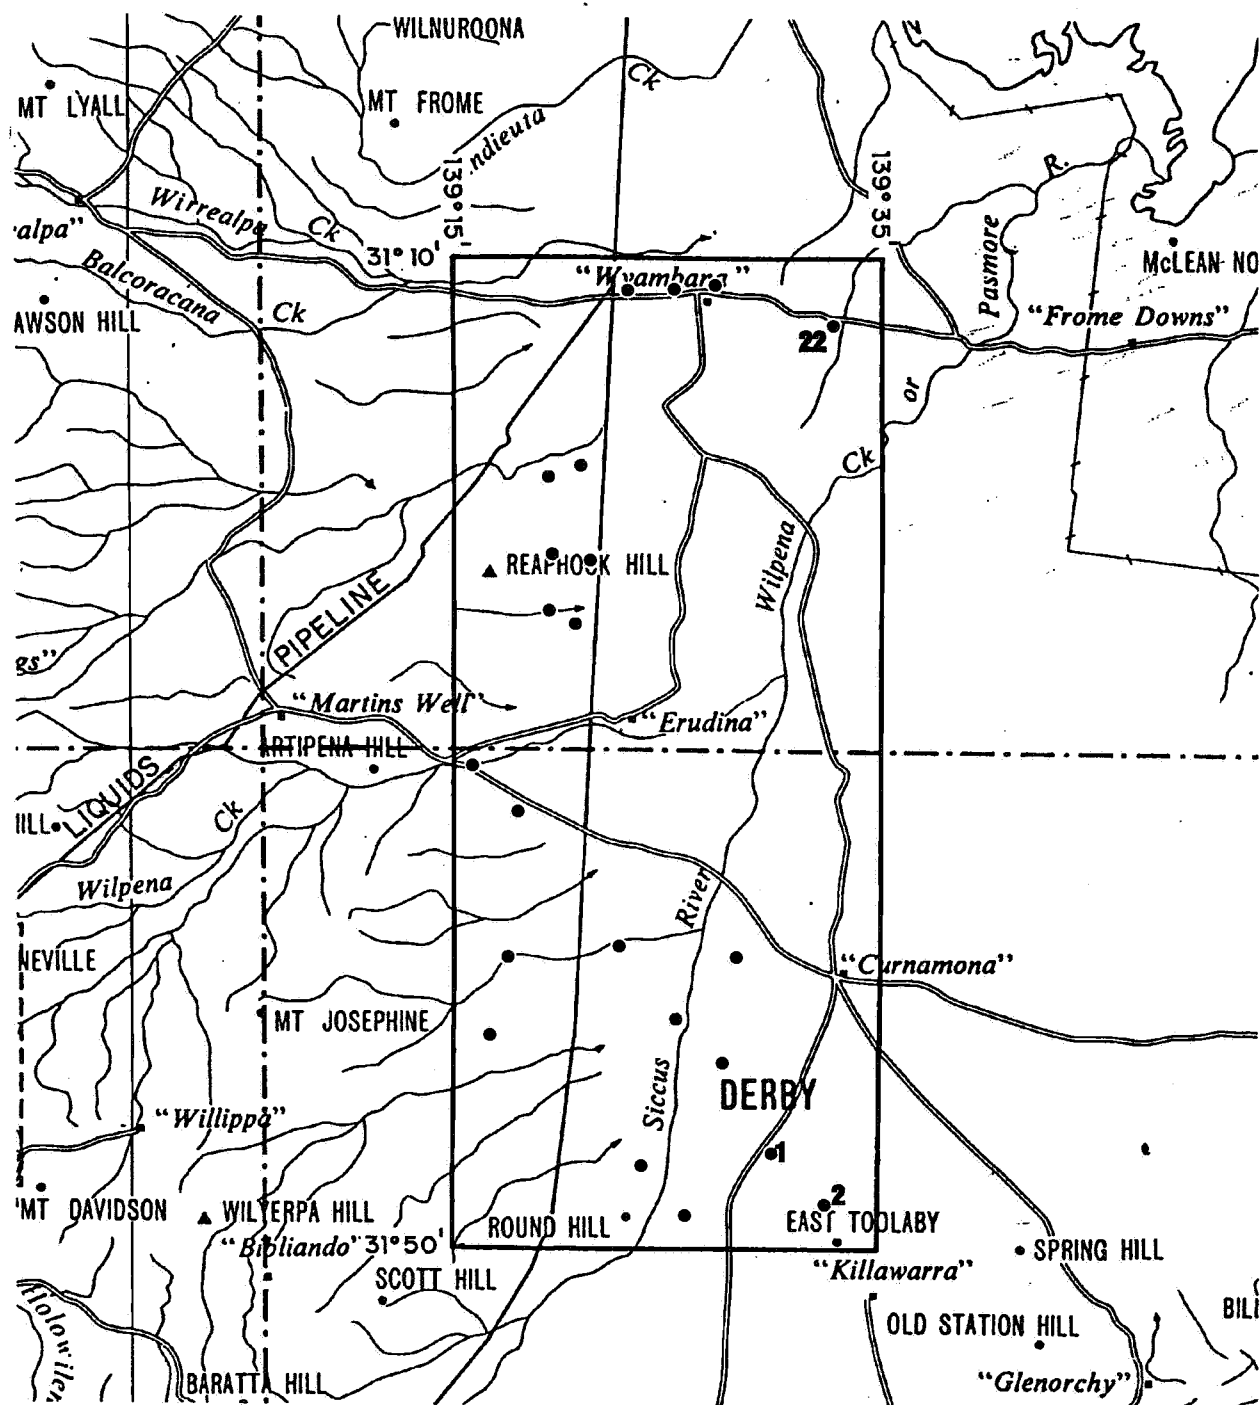 WILNUROONA
Ck
MT LYALL
MT FROME
ndieuta
139° 15'
139° 35'
R.
Wirrealpa
Ck
alpa"
Pasmore
31° 10'
McLEAN NO
Balcoracana
"Wyambara"
Ck
AWSON HILL
"Frome Downs"
22
or
Ck
REAPHOOK HILL
Wilpena
PIPELINE
gs"
"Martins Well"
"Erudina"
ARTIPENA HILL
LIQUIDS
ILL
Ck
Wilpena
River
NEVILLE
"Curnamona"
MT JOSEPHINE
Siccus
DERBY
"Willippa"
1
2
MT DAVIDSON
WILYERPA HILL
ROUND HILL
EAST TOOLABY
"Bibliando"
31° 50'
SPRING HILL
SCOTT HILL
"Killawarra"
Holowilen
BILL
OLD STATION HILL
BARATTA HILL
"Glenorchy"